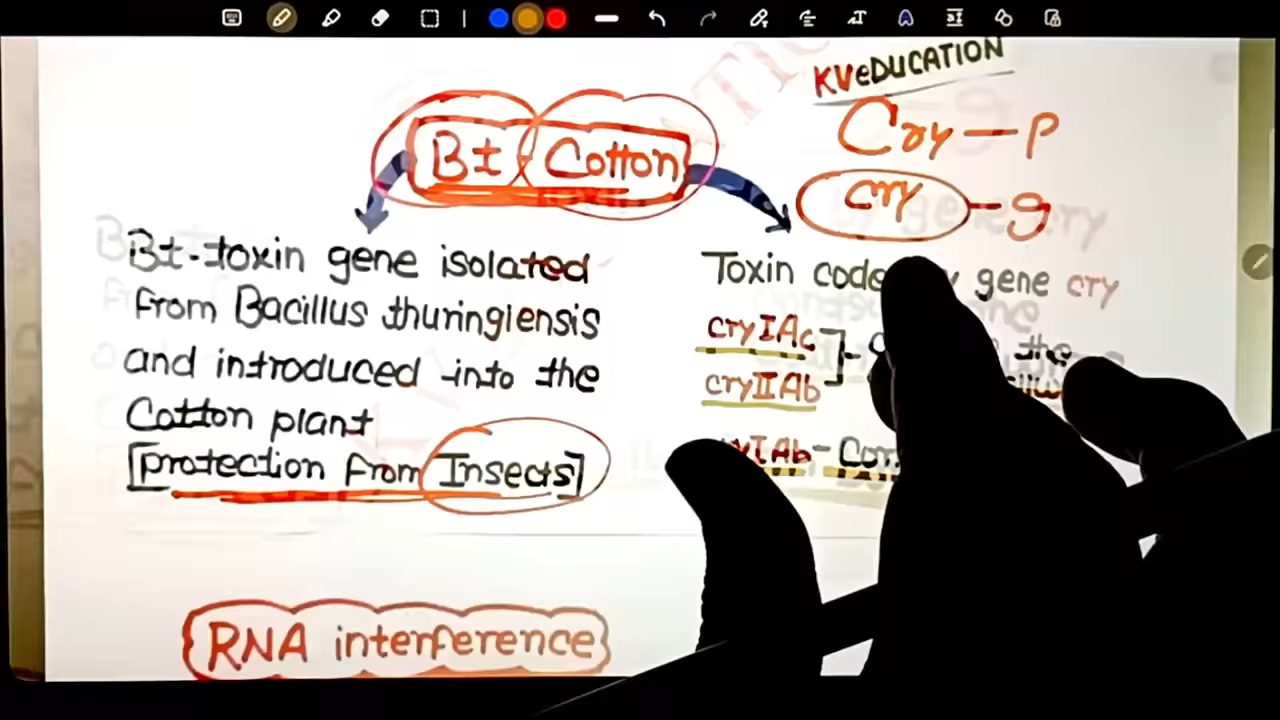 KVeDUCATION
Cry - P
cry - g
Bt Cotton
Bt-toxin gene isolated
from Bacillus thuringiensis
and introduced into the
Cotton plant
[protection from Insects]
Toxin gene cry
cryIAc
cryIIAb
the
RNA interference